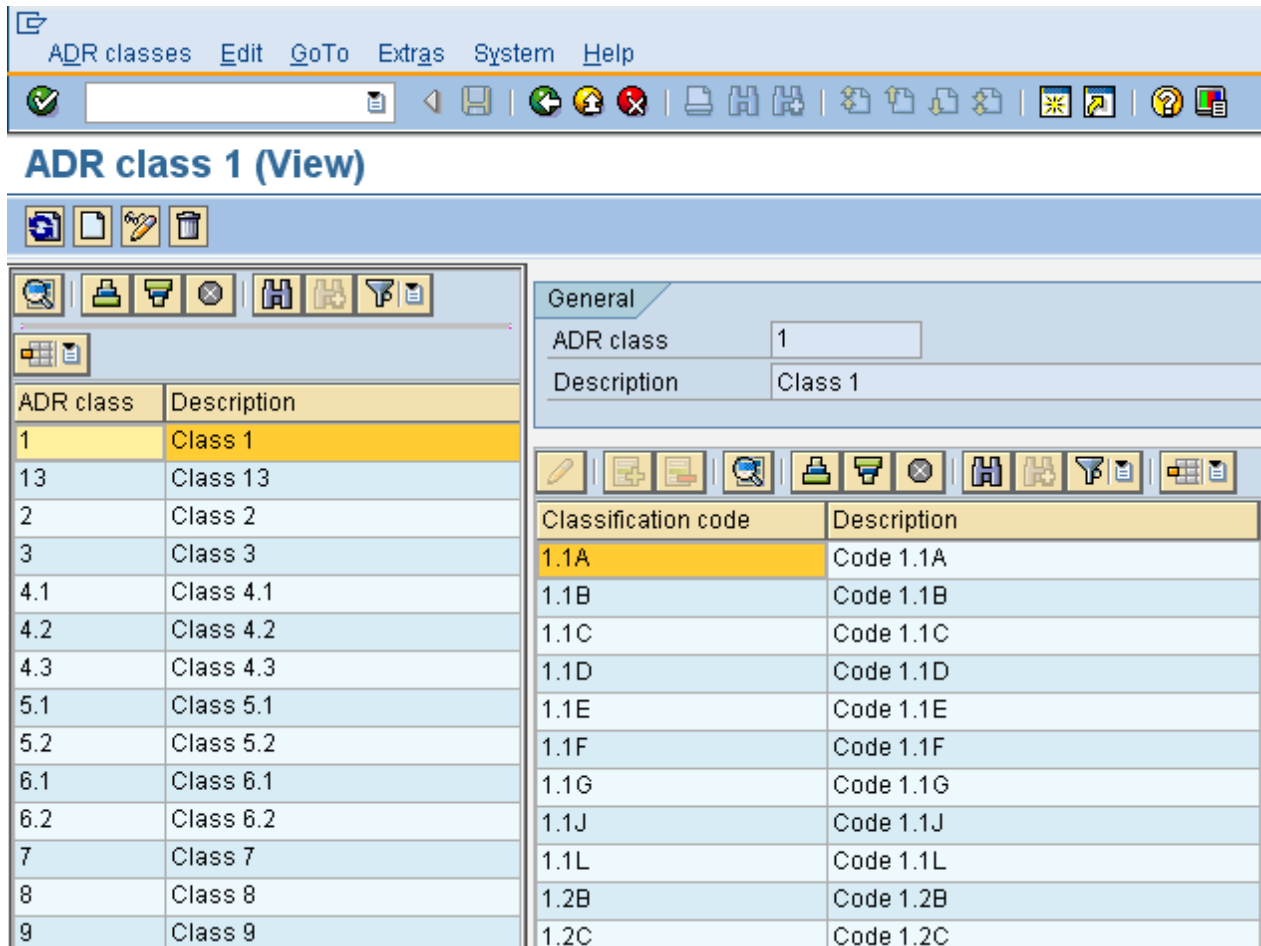 ADR classes Edit GoTo Extras System Help
ADR class 1 (View)
General
ADR class 1
Description Class 1
ADR class Description
1 Class 1
13 Class 13
2 Class 2
3 Class 3
4.1 Class 4.1
4.2 Class 4.2
4.3 Class 4.3
5.1 Class 5.1
5.2 Class 5.2
6.1 Class 6.1
6.2 Class 6.2
7 Class 7
8 Class 8
9 Class 9
Classification code Description
1.1A Code 1.1A
1.1B Code 1.1B
1.1C Code 1.1C
1.1D Code 1.1D
1.1E Code 1.1E
1.1F Code 1.1F
1.1G Code 1.1G
1.1J Code 1.1J
1.1L Code 1.1L
1.2B Code 1.2B
1.2C Code 1.2C